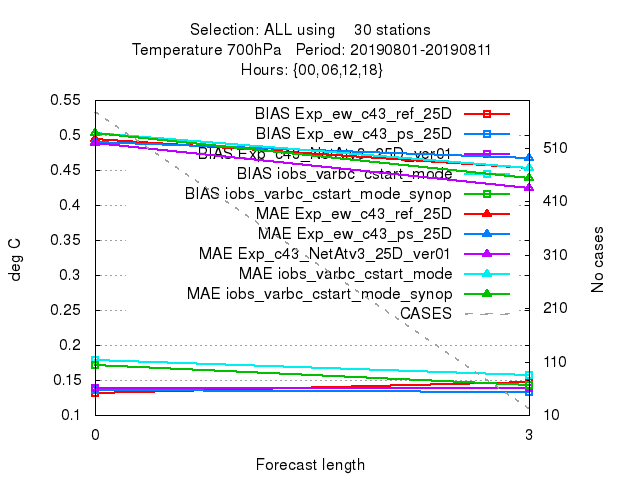 Selection: ALL using    30 stations
Temperature 700hPa   Period: 20190801-20190811
Hours: {00,06,12,18}
0.55
0.5
0.45
0.4
0.35
0.3
0.25
0.2
0.15
0.1
deg C
BIAS Exp_ew_c43_ref_25D
BIAS Exp_ew_c43_ps_25D
BIAS Exp_c43_NetAtv3_25D_ver01
BIAS iobs_varbc_cstart_mode
BIAS iobs_varbc_cstart_mode_synop
MAE Exp_ew_c43_ref_25D
MAE Exp_ew_c43_ps_25D
MAE Exp_c43_NetAtv3_25D_ver01
MAE iobs_varbc_cstart_mode
MAE iobs_varbc_cstart_mode_synop
CASES
510
410
310
210
110
10
No cases
0
3
Forecast length